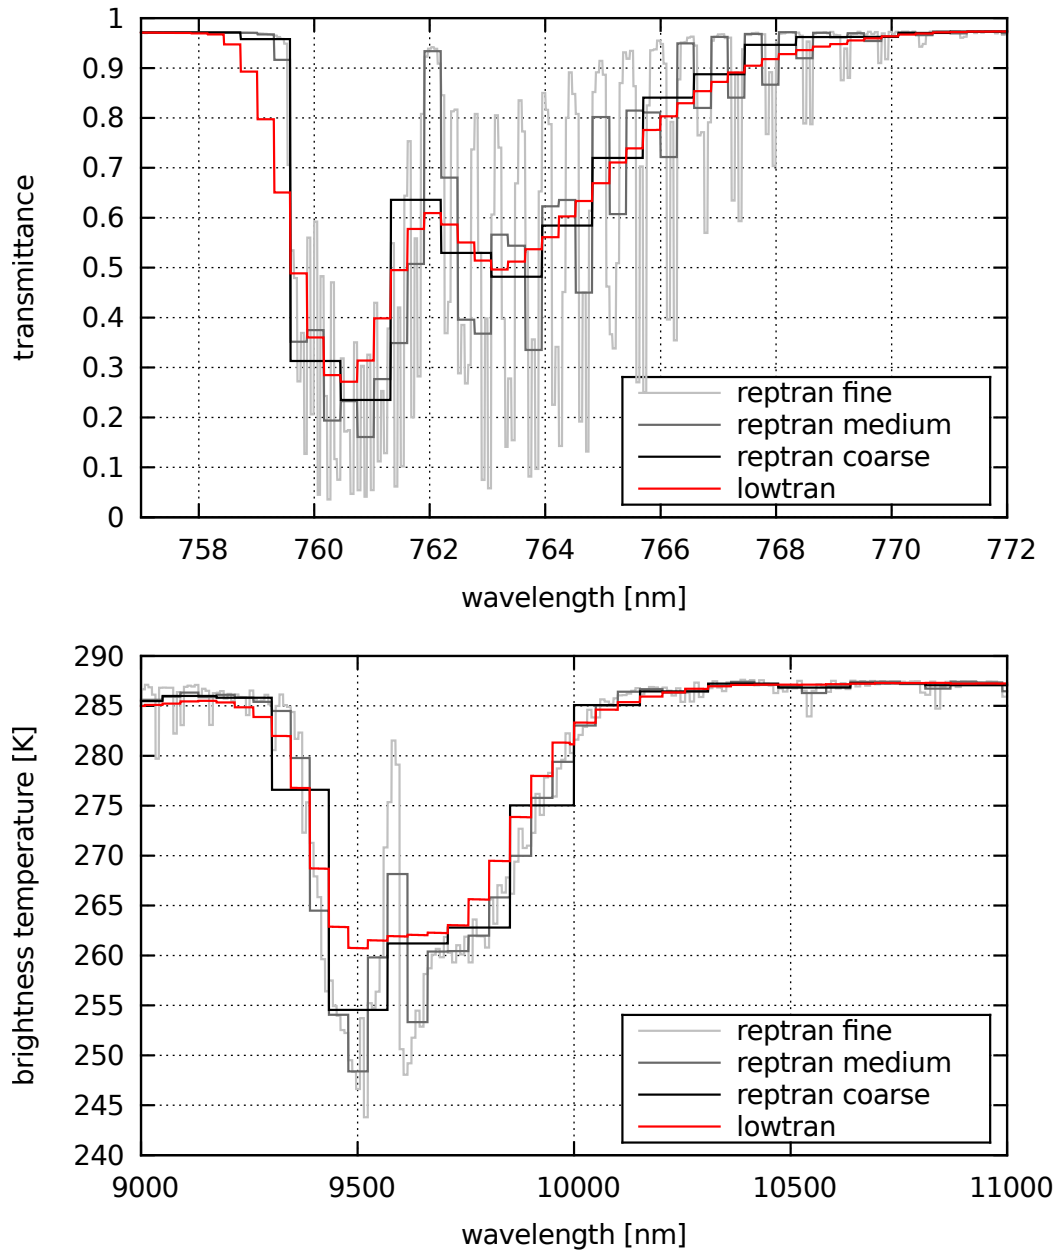 1
0.9
0.8
0.7
0.6
0.5
0.4
0.3
0.2
0.1
0
transmittance
reptran fine
reptran medium
reptran coarse
lowtran
758 760 762 764 766 768 770 772
wavelength [nm]
290
285
280
275
270
265
260
255
250
245
240
brightness temperature [K]
reptran fine
reptran medium
reptran coarse
lowtran
9000 9500 10000 10500 11000
wavelength [nm]